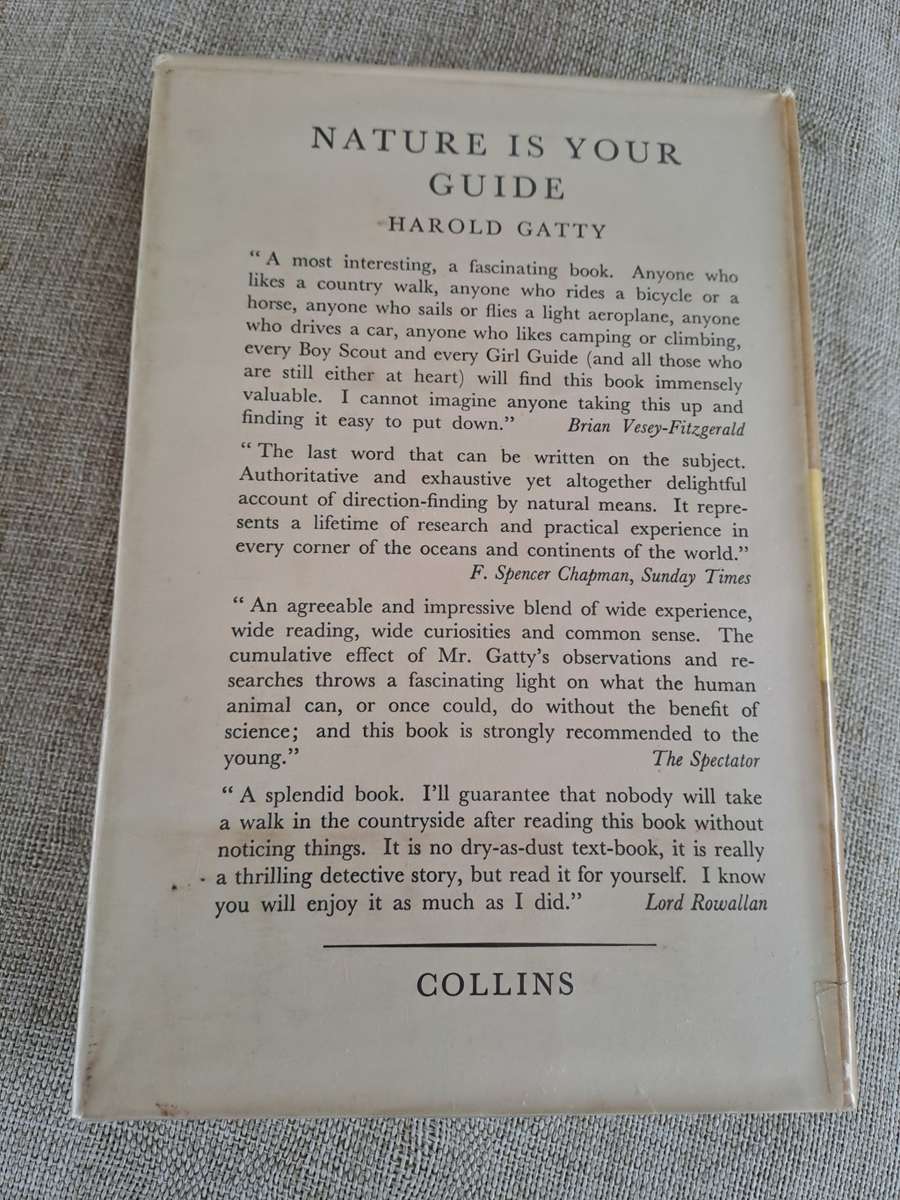 NATURE IS YOUR
GUIDE
HAROLD GATTY
“ A most interesting, a fascinating book. Anyone who
likes a country walk, anyone who rides a bicycle or a
horse, anyone who sails or flies a light aeroplane, anyone
who drives a car, anyone who likes camping or climbing,
every Boy Scout and every Girl Guide (and all those who
are still either at heart) will find this book immensely
valuable. I cannot imagine anyone taking this up and
finding it easy to put down.” Brian Vesey-Fitzgerald
“ The last word that can be written on the subject.
Authoritative and exhaustive yet altogether delightful
account of direction-finding by natural means. It repre-
sents a lifetime of research and practical experience in
every corner of the oceans and continents of the world.”
F. Spencer Chapman, Sunday Times
“ An agreeable and impressive blend of wide experience,
wide reading, wide curiosities and common sense. The
cumulative effect of Mr. Gatty’s observations and re-
searches throws a fascinating light on what the human
animal can, or once could, do without the benefit of
science; and this book is strongly recommended to the
young.” The Spectator
“ A splendid book. I’ll guarantee that nobody will take
a walk in the countryside after reading this book without
noticing things. It is no dry-as-dust text-book, it is really
a thrilling detective story, but read it for yourself. I know
you will enjoy it as much as I did.” Lord Rowallan
COLLINS